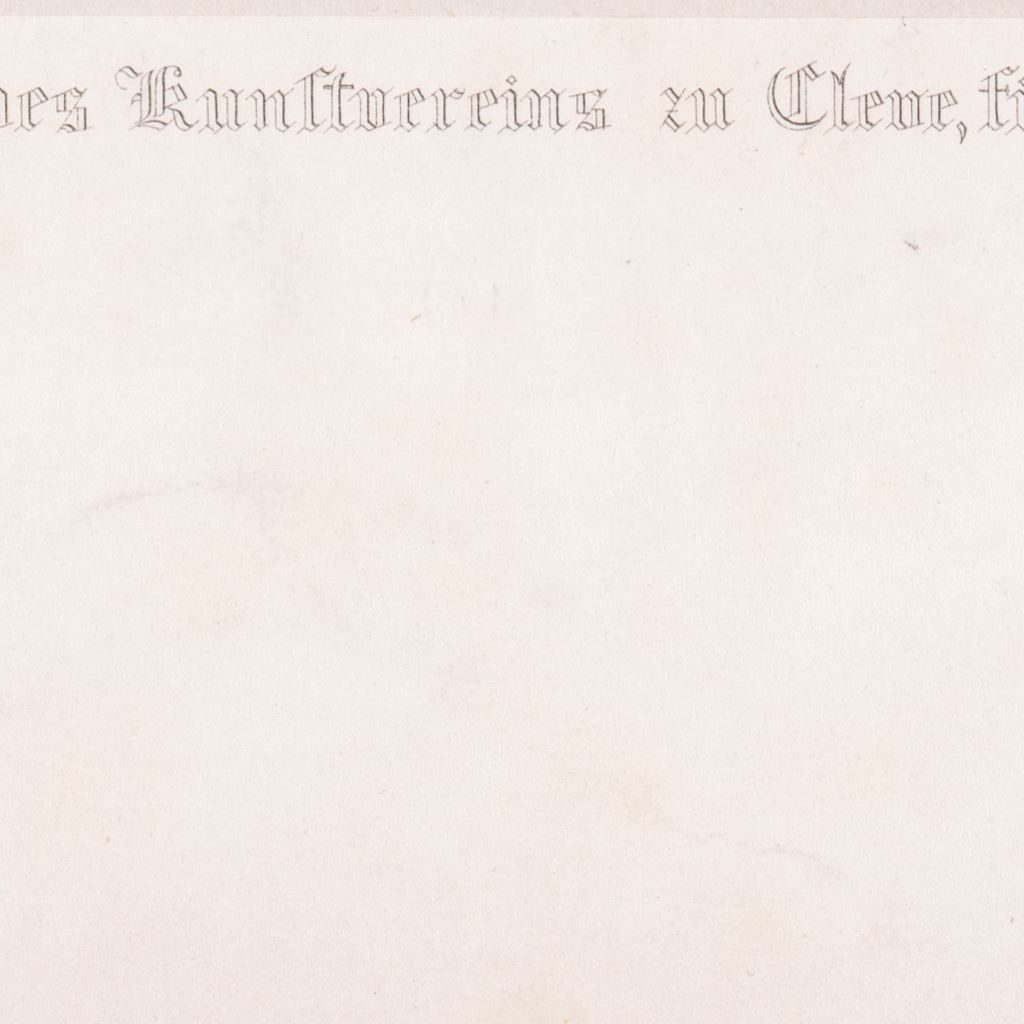 des Kunſtvereins zu Cleve,